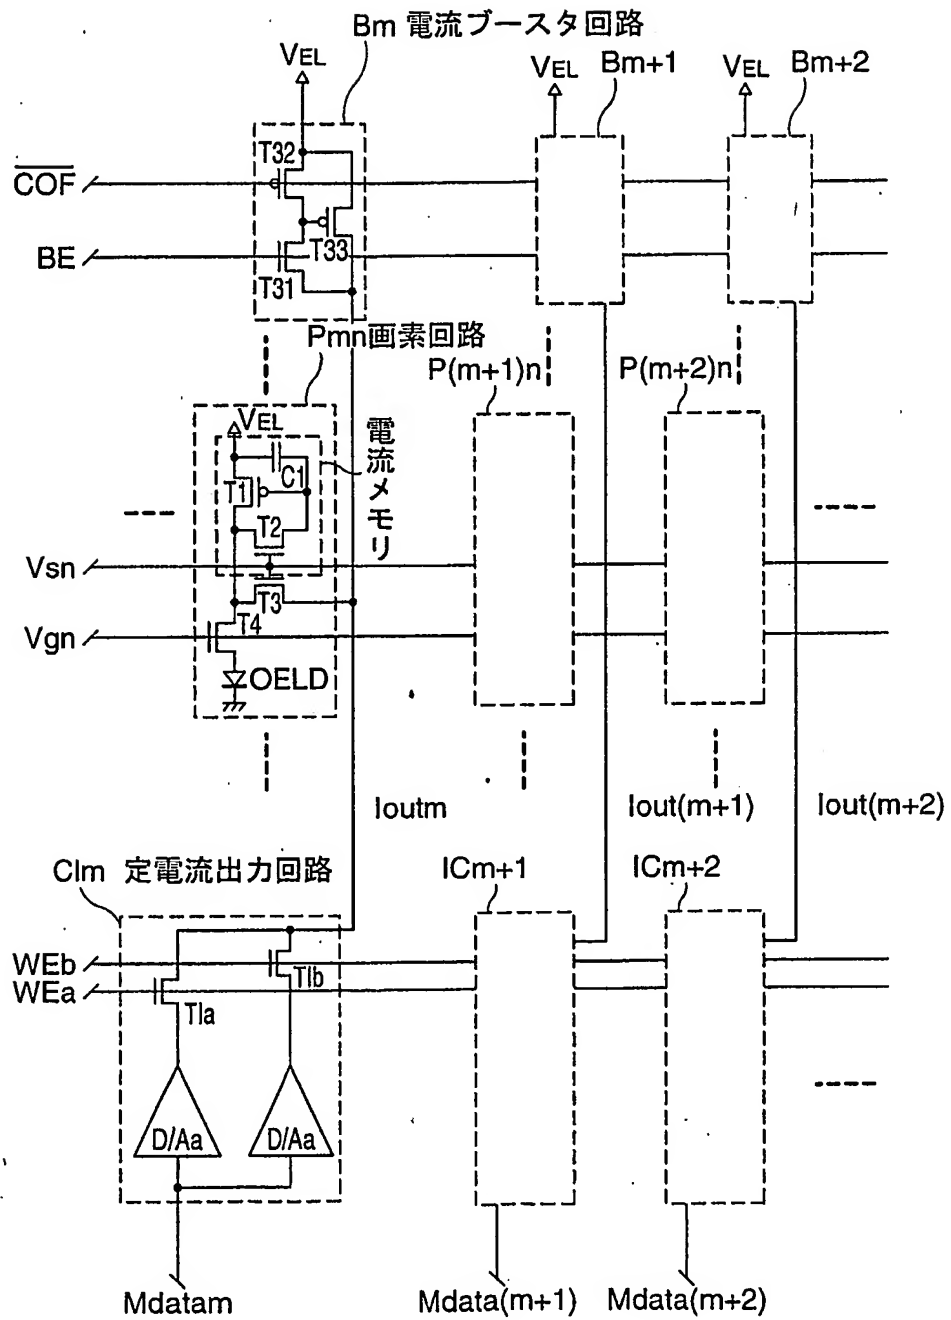 Bm 電流ブースタ回路
VEL
VEL
Bm+1
VEL
Bm+2
T32
COF
T33
BE
T31
Pmn画素回路
P(m+1)n
P(m+2)n
VEL
電流メモリ
C1
T1
T2
Vsn
T3
T4
Vgn
OELD
Ioutm
Iout(m+1)
Iout(m+2)
CIm 定電流出力回路
ICm+1
ICm+2
WEb
TIb
WEa
TIa
D/Aa
D/Aa
Mdatam
Mdata(m+1)
Mdata(m+2)